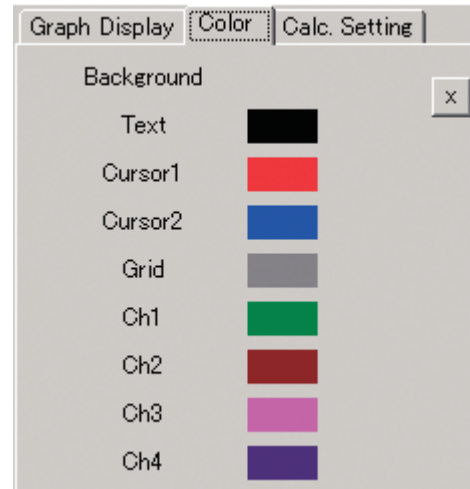 Graph Display Color Calc. Setting
Background
x
Text
Cursor1
Cursor2
Grid
Ch1
Ch2
Ch3
Ch4